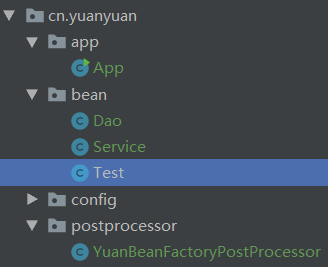 cn.yuanyuan
app
App
bean
Dao
Service
Test
config
postprocessor
YuanBeanFactoryPostProcessor